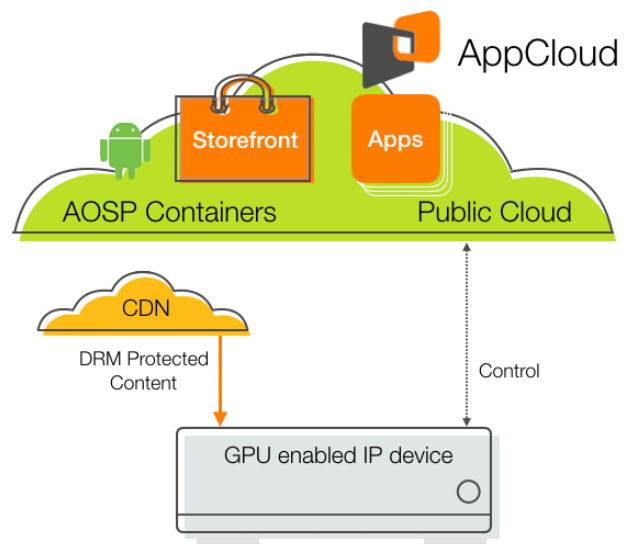 AppCloud
Storefront
Apps
AOSP Containers
Public Cloud
CDN
DRM Protected
Content
Control
GPU enabled IP device